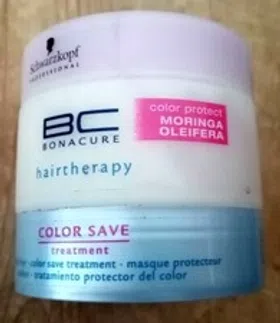 Schwarzkopf
PROFESSIONAL
color protect
MORINGA
OLEIFERA
BC
BONACURE
hairtherapy
COLOR SAVE
treatment
color save treatment - masque protecteur
tratamiento protector del color